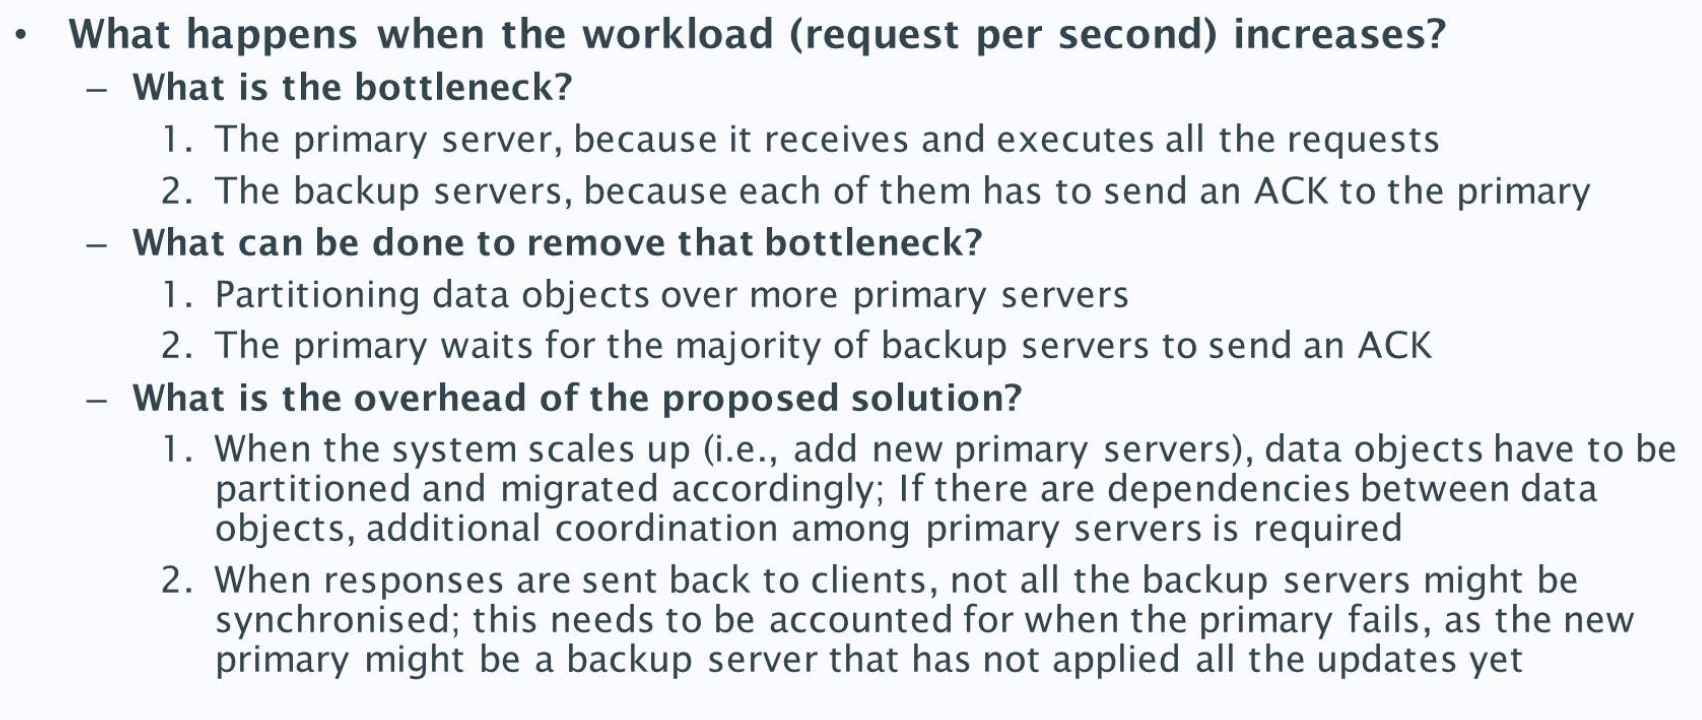 • What happens when the workload (request per second) increases?
– What is the bottleneck?
1. The primary server, because it receives and executes all the requests
2. The backup servers, because each of them has to send an ACK to the primary
– What can be done to remove that bottleneck?
1. Partitioning data objects over more primary servers
2. The primary waits for the majority of backup servers to send an ACK
– What is the overhead of the proposed solution?
1. When the system scales up (i.e., add new primary servers), data objects have to be
partitioned and migrated accordingly; If there are dependencies between data
objects, additional coordination among primary servers is required
2. When responses are sent back to clients, not all the backup servers might be
synchronised; this needs to be accounted for when the primary fails, as the new
primary might be a backup server that has not applied all the updates yet